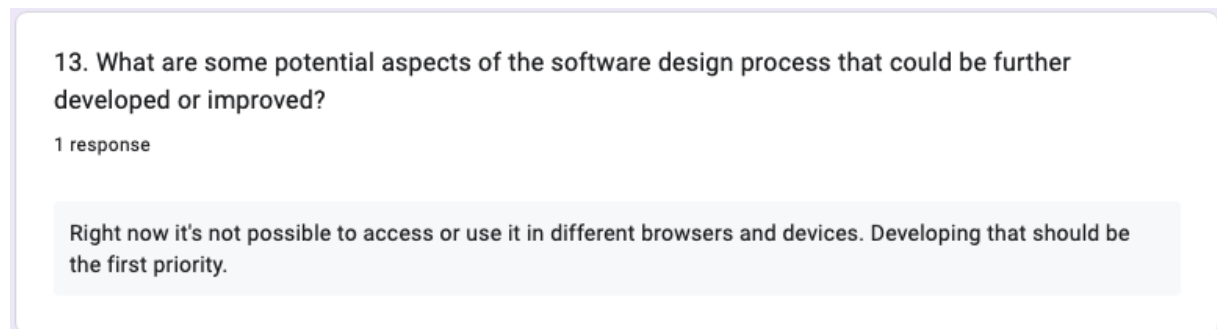 13. What are some potential aspects of the software design process that could be further
developed or improved?
1 response
Right now it's not possible to access or use it in different browsers and devices. Developing that should be
the first priority.